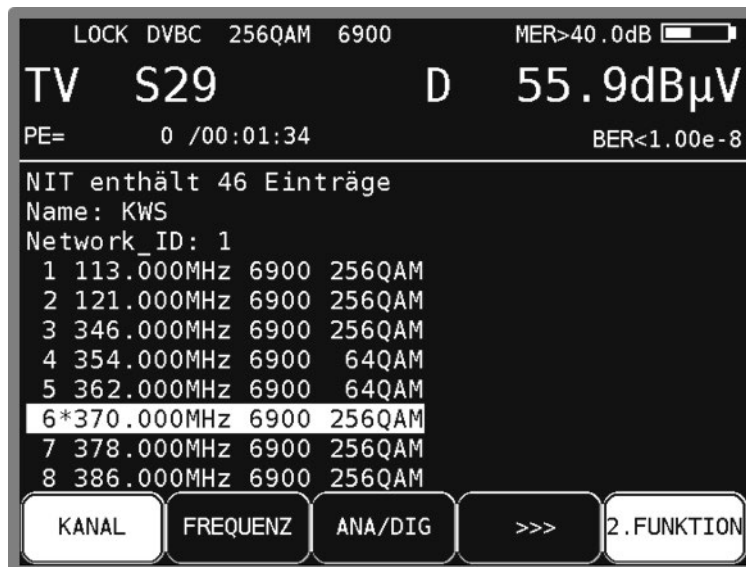 LOCK DVBC 256QAM 6900 MER>40.0dB
TV S29 D 55.9dBµV
PE= 0 /00:01:34 BER<1.00e-8
NIT enthält 46 Einträge
Name: KWS
Network_ID: 1
1 113.000MHz 6900 256QAM
2 121.000MHz 6900 256QAM
3 346.000MHz 6900 256QAM
4 354.000MHz 6900 64QAM
5 362.000MHz 6900 64QAM
6*370.000MHz 6900 256QAM
7 378.000MHz 6900 256QAM
8 386.000MHz 6900 256QAM
KANAL FREQUENZ ANA/DIG >>> 2.FUNKTION